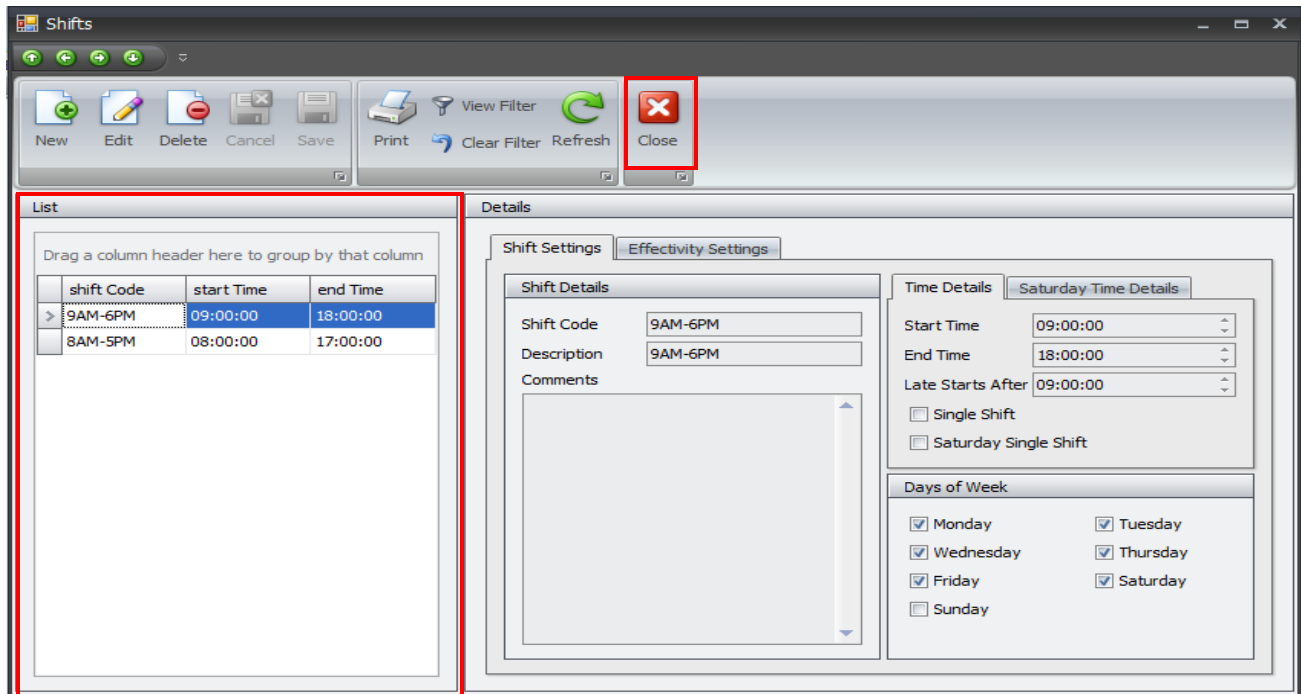 Shifts
New Edit Delete Cancel Save Print View Filter Clear Filter Refresh Close
List
Drag a column header here to group by that column
shift Code start Time end Time
9AM-6PM 09:00:00 18:00:00
8AM-5PM 08:00:00 17:00:00
Details
Shift Settings Effectivity Settings
Shift Details
Shift Code 9AM-6PM
Description 9AM-6PM
Comments
Time Details Saturday Time Details
Start Time 09:00:00
End Time 18:00:00
Late Starts After 09:00:00
Single Shift
Saturday Single Shift
Days of Week
Monday Tuesday
Wednesday Thursday
Friday Saturday
Sunday